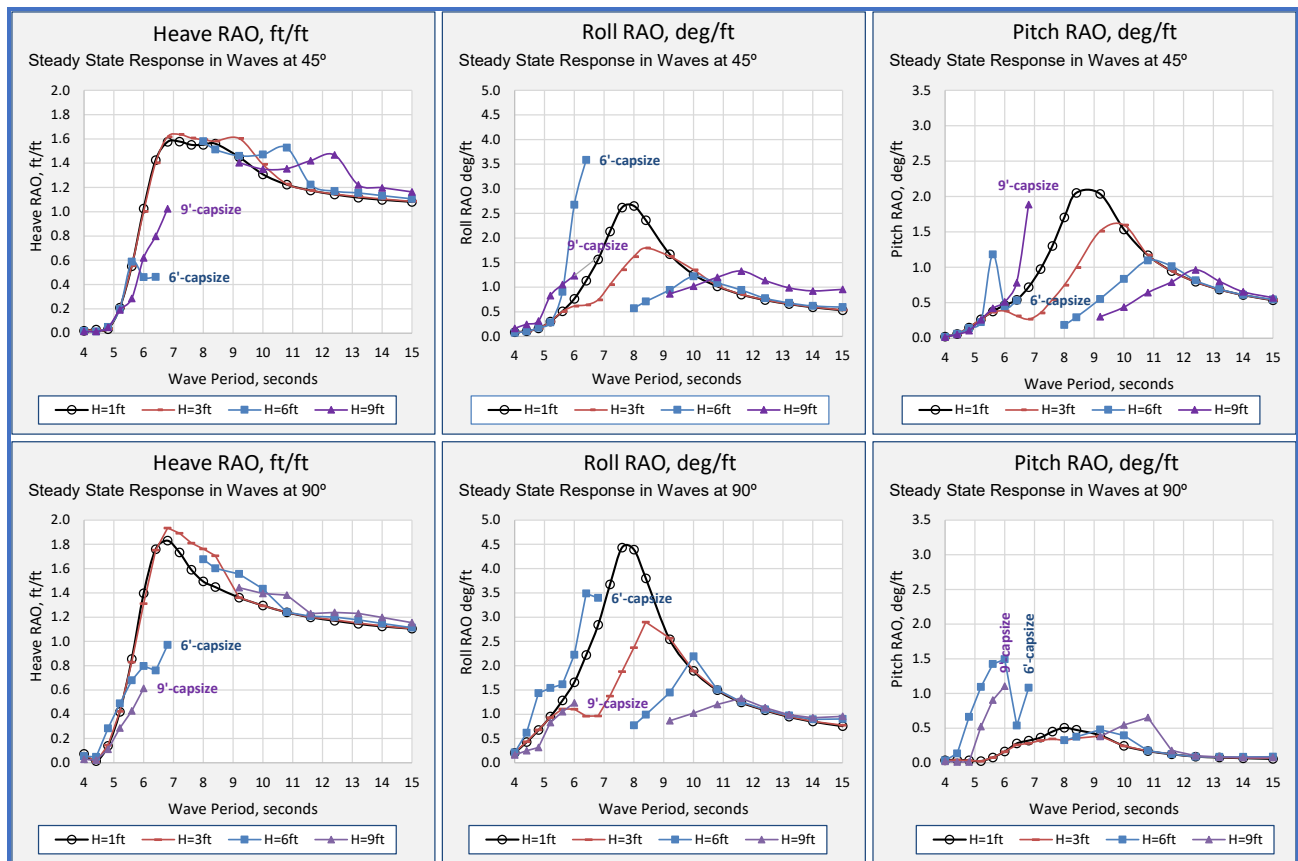 Heave RAO, ft/ft
Steady State Response in Waves at 45º
Heave RAO, ft/ft
2.0
1.8
1.6
1.4
1.2
1.0
0.8
0.6
0.4
0.2
0.0
9'-capsize
6'-capsize
4 5 6 7 8 9 10 11 12 13 14 15
Wave Period, seconds
H=1ft H=3ft H=6ft H=9ft
Roll RAO, deg/ft
Steady State Response in Waves at 45º
Roll RAO deg/ft
5.0
4.5
4.0
3.5
3.0
2.5
2.0
1.5
1.0
0.5
0.0
6'-capsize
9'-capsize
4 5 6 7 8 9 10 11 12 13 14 15
Wave Period, seconds
H=1ft H=3ft H=6ft H=9ft
Pitch RAO, deg/ft
Steady State Response in Waves at 45º
Pitch RAO, deg/ft
3.5
3.0
2.5
2.0
1.5
1.0
0.5
0.0
9'-capsize
6'-capsize
4 5 6 7 8 9 10 11 12 13 14 15
Wave Period, seconds
H=1ft H=3ft H=6ft H=9ft
Heave RAO, ft/ft
Steady State Response in Waves at 90º
Heave RAO, ft/ft
2.0
1.8
1.6
1.4
1.2
1.0
0.8
0.6
0.4
0.2
0.0
6'-capsize
9'-capsize
4 5 6 7 8 9 10 11 12 13 14 15
Wave Period, seconds
H=1ft H=3ft H=6ft H=9ft
Roll RAO, deg/ft
Steady State Response in Waves at 90º
Roll RAO deg/ft
5.0
4.5
4.0
3.5
3.0
2.5
2.0
1.5
1.0
0.5
0.0
6'-capsize
9'-capsize
4 5 6 7 8 9 10 11 12 13 14 15
Wave Period, seconds
H=1ft H=3ft H=6ft H=9ft
Pitch RAO, deg/ft
Steady State Response in Waves at 90º
Pitch RAO, deg/ft
3.5
3.0
2.5
2.0
1.5
1.0
0.5
0.0
9'-capsize
6'-capsize
4 5 6 7 8 9 10 11 12 13 14 15
Wave Period, seconds
H=1ft H=3ft H=6ft H=9ft